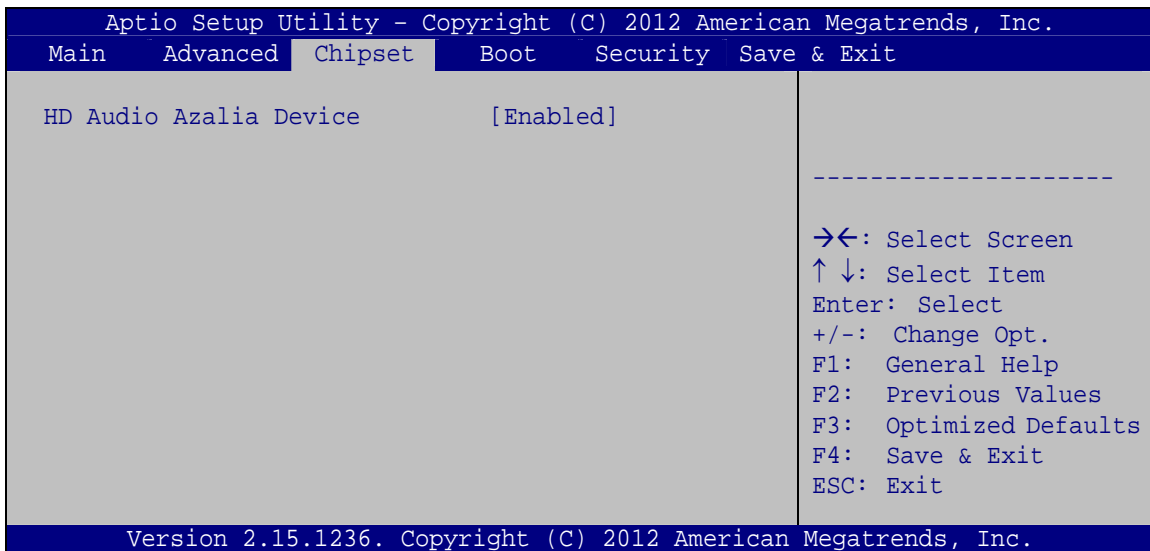 Aptio Setup Utility – Copyright (C) 2012 American Megatrends, Inc.
Main Advanced Chipset Boot Security Save & Exit
HD Audio Azalia Device [Enabled]
---------------------
→←: Select Screen
↑ ↓: Select Item
Enter: Select
+/-: Change Opt.
F1: General Help
F2: Previous Values
F3: Optimized Defaults
F4: Save & Exit
ESC: Exit
Version 2.15.1236. Copyright (C) 2012 American Megatrends, Inc.